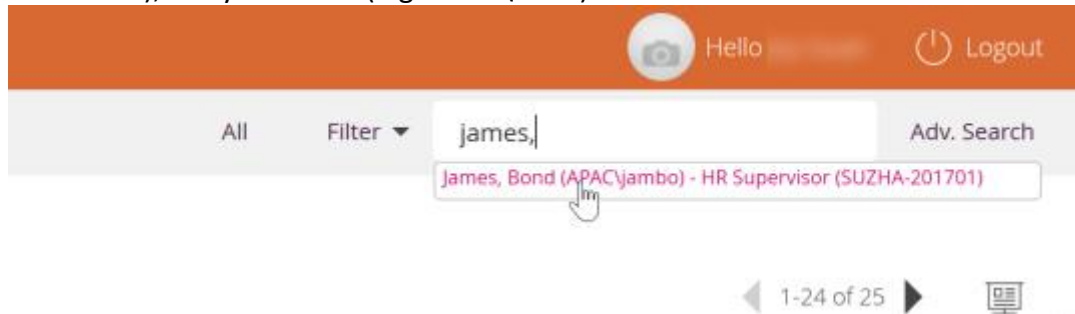 Hello
Logout
All Filter james, Adv. Search
James, Bond (APAC\jambo) - HR Supervisor (SUZHA-201701)
1-24 of 25